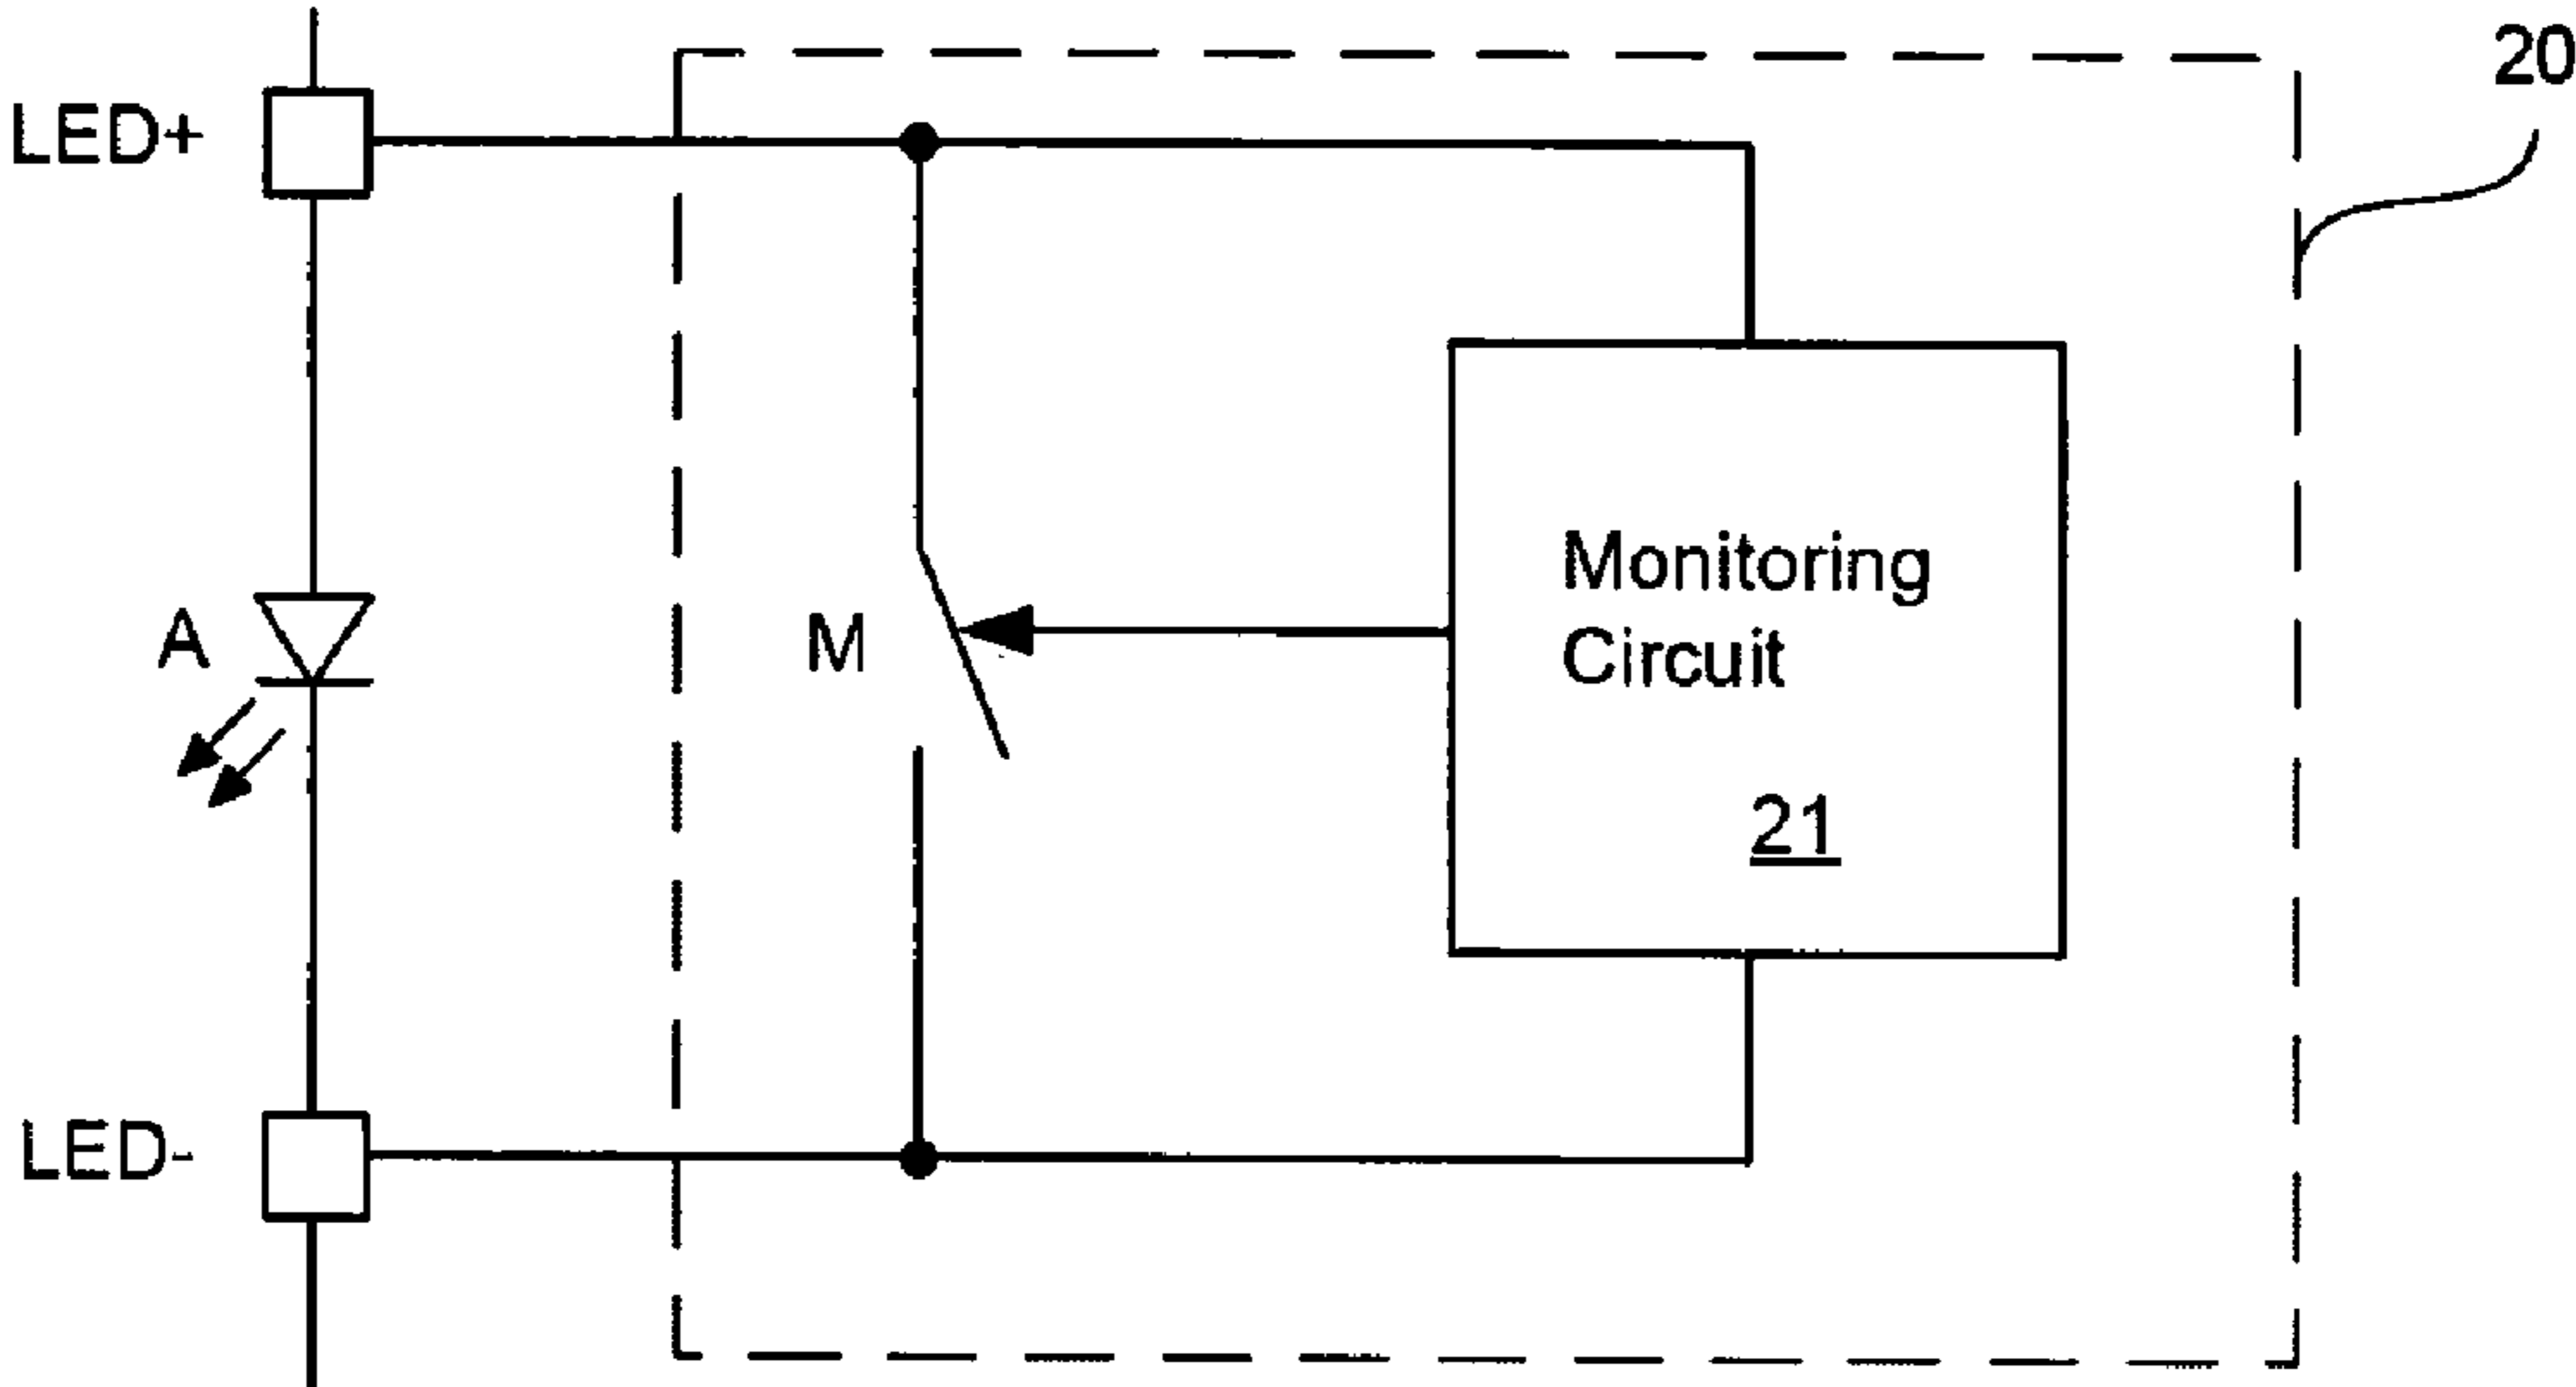 20
LED+
Monitoring
Circuit
A
M
21
LED-